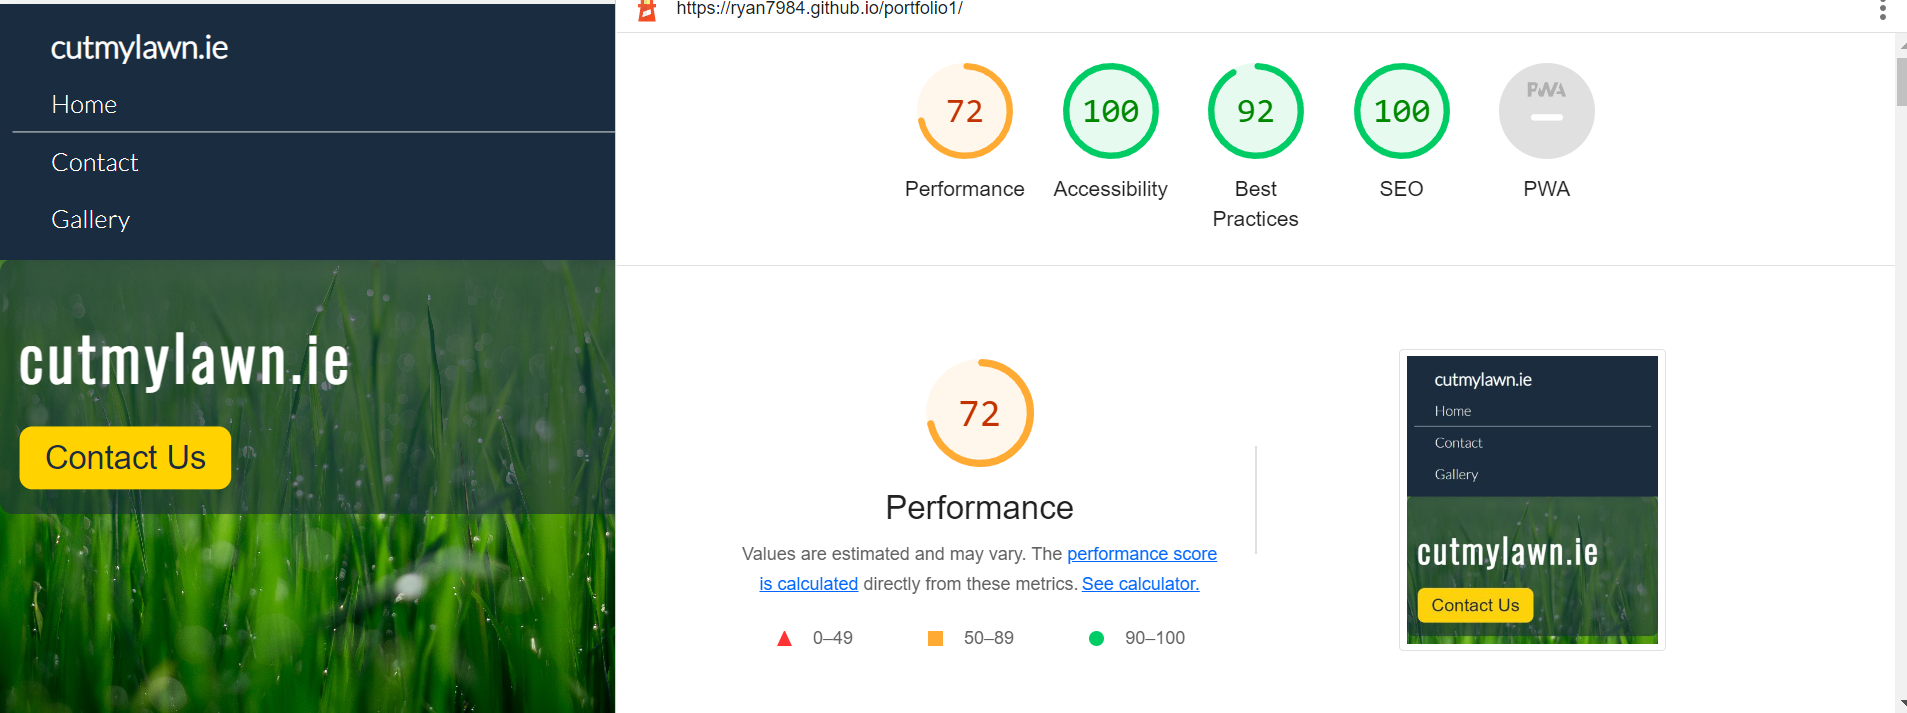 cutmylawn.ie
Home
Contact
Gallery
cutmylawn.ie
Contact Us
https://ryan7984.github.io/portfolio1/
72
100
92
100
PWA
Performance
Accessibility
Best
Practices
SEO
PWA
72
Performance
Values are estimated and may vary. The performance score
is calculated directly from these metrics. See calculator.
0–49
50–89
90–100
cutmylawn.ie
Home
Contact
Gallery
cutmylawn.ie
Contact Us